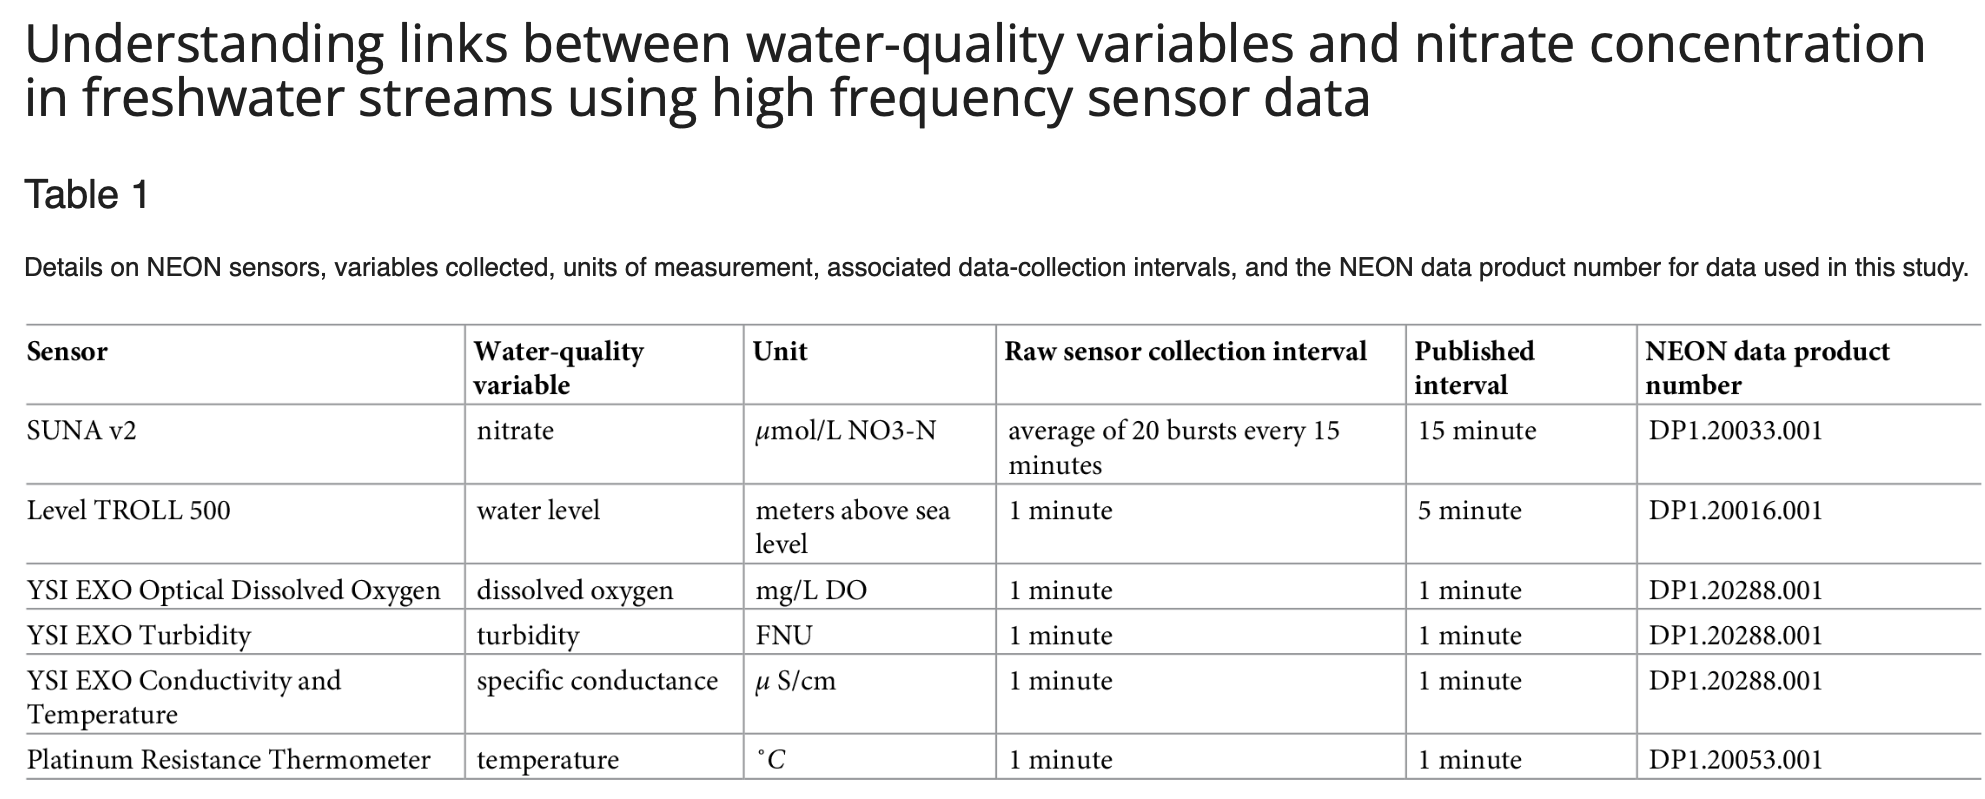 Understanding links between water-quality variables and nitrate concentration
in freshwater streams using high frequency sensor data
Table 1
Details on NEON sensors, variables collected, units of measurement, associated data-collection intervals, and the NEON data product number for data used in this study.
Sensor Water-quality variable Unit Raw sensor collection interval Published interval NEON data product number
SUNA v2 nitrate μmol/L NO3-N average of 20 bursts every 15 minutes 15 minute DP1.20033.001
Level TROLL 500 water level meters above sea level 1 minute 5 minute DP1.20016.001
YSI EXO Optical Dissolved Oxygen dissolved oxygen mg/L DO 1 minute 1 minute DP1.20288.001
YSI EXO Turbidity turbidity FNU 1 minute 1 minute DP1.20288.001
YSI EXO Conductivity and Temperature specific conductance μ S/cm 1 minute 1 minute DP1.20288.001
Platinum Resistance Thermometer temperature ˚C 1 minute 1 minute DP1.20053.001